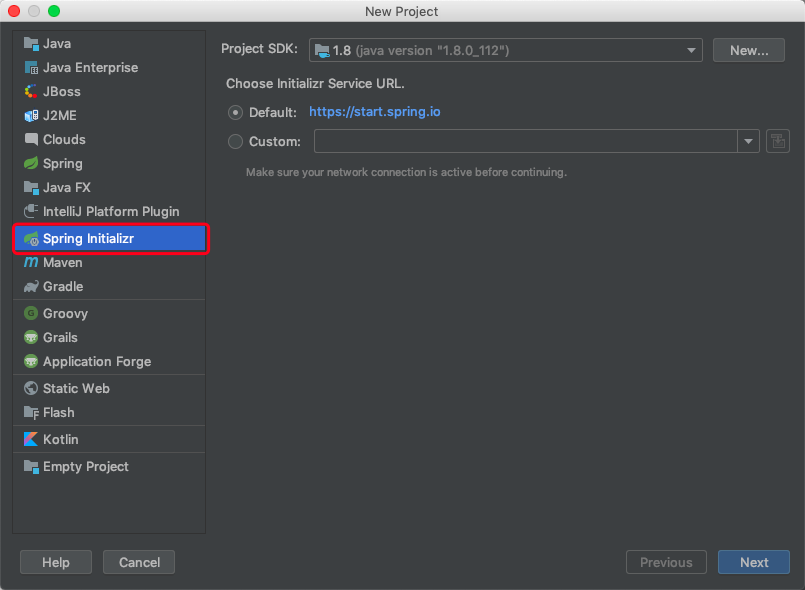 New Project
Java
Java Enterprise
JBoss
J2ME
Clouds
Spring
Java FX
IntelliJ Platform Plugin
Spring Initializr
Maven
Gradle
Groovy
Grails
Application Forge
Static Web
Flash
Kotlin
Empty Project
Project SDK: 1.8 (java version "1.8.0_112") New...
Choose Initializr Service URL.
Default: https://start.spring.io
Custom:
Make sure your network connection is active before continuing.
Help Cancel Previous Next